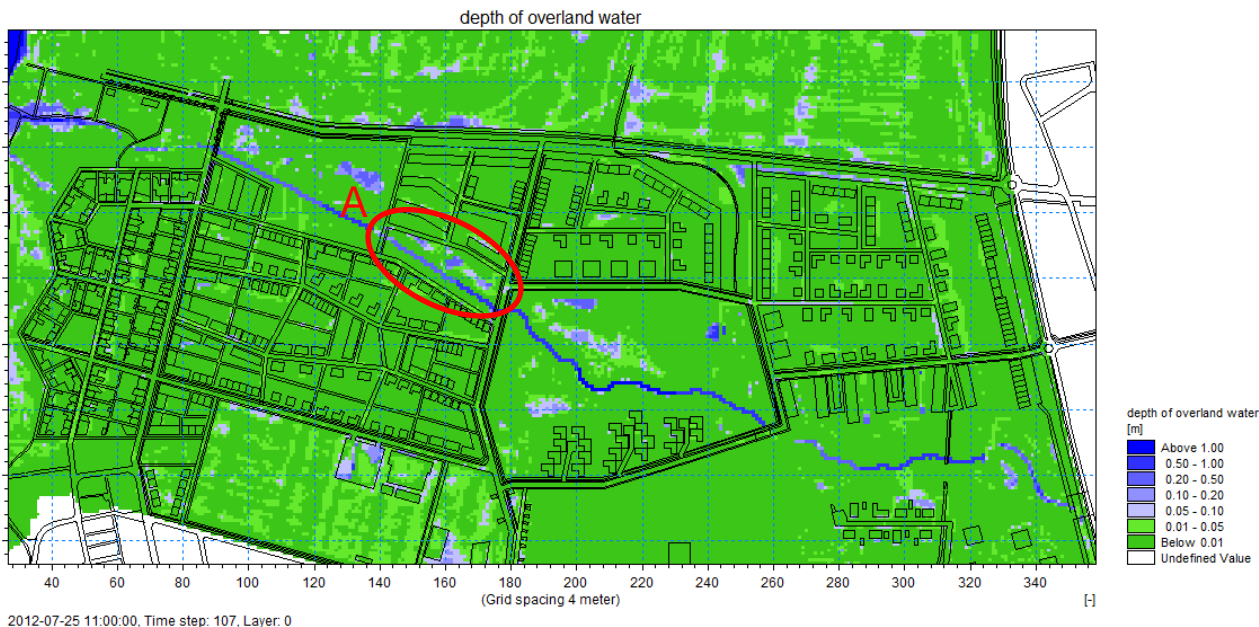 depth of overland water
A
40 60 80 100 120 140 160 180 200 220 240 260 280 300 320 340
(Grid spacing 4 meter)
[-]
2012-07-25 11:00:00, Time step: 107, Layer: 0
depth of overland water
[m]
Above 1.00
0.50 - 1.00
0.20 - 0.50
0.10 - 0.20
0.05 - 0.10
0.01 - 0.05
Below 0.01
Undefined Value